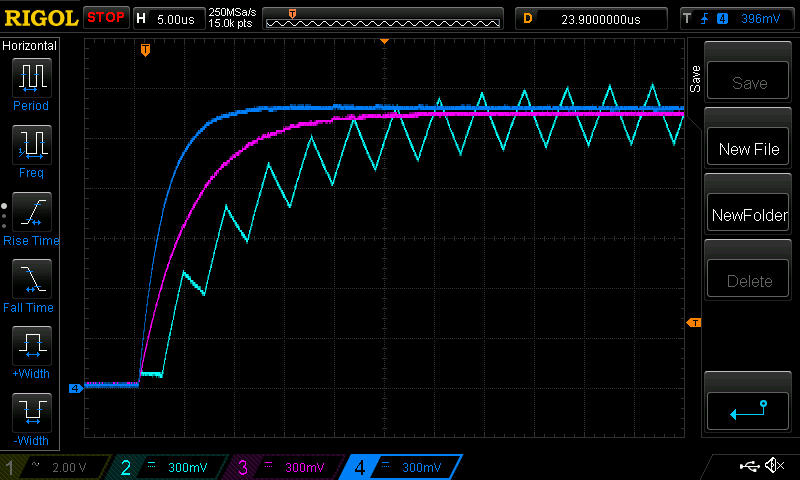 RIGOL STOP H 5.00us 250MSa/s 15.0k pts T D 23.9000000us T 4 396mV
Horizontal
T
Period
Freq
Rise Time
Fall Time
+Width
-Width
4
T
Save
Save
New File
NewFolder
Delete
1 ~ 2.00 V 2 = 300mV 3 = 300mV 4 = 300mV